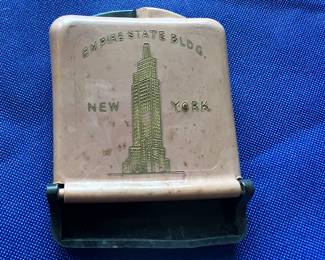 EMPIRE STATE BLDG.
NEW YORK